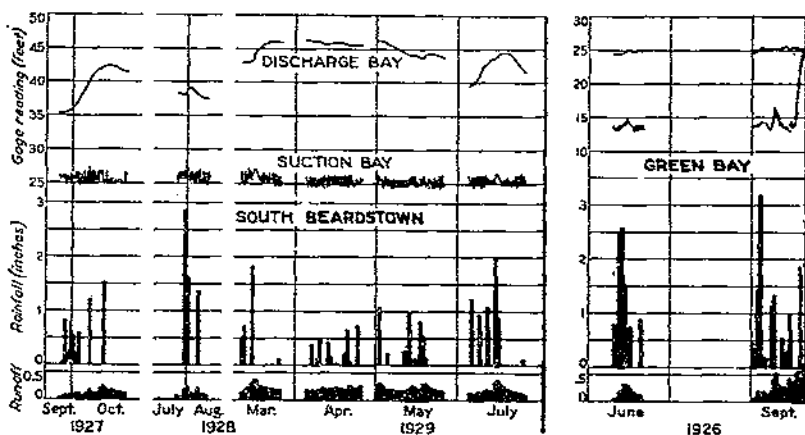 Gage reading (feet)
50
45
40
35
30
25
DISCHARGE BAY
SUCTION BAY
SOUTH BEARDSTOWN
Rainfall (inches)
3
2
1
0
Runoff
0.5
0
Sept. Oct. July Aug. Mar. Apr. May July
1927 1928 1929
30
25
20
15
10
GREEN BAY
3
2
1
0
.5
0
June Sept.
1926